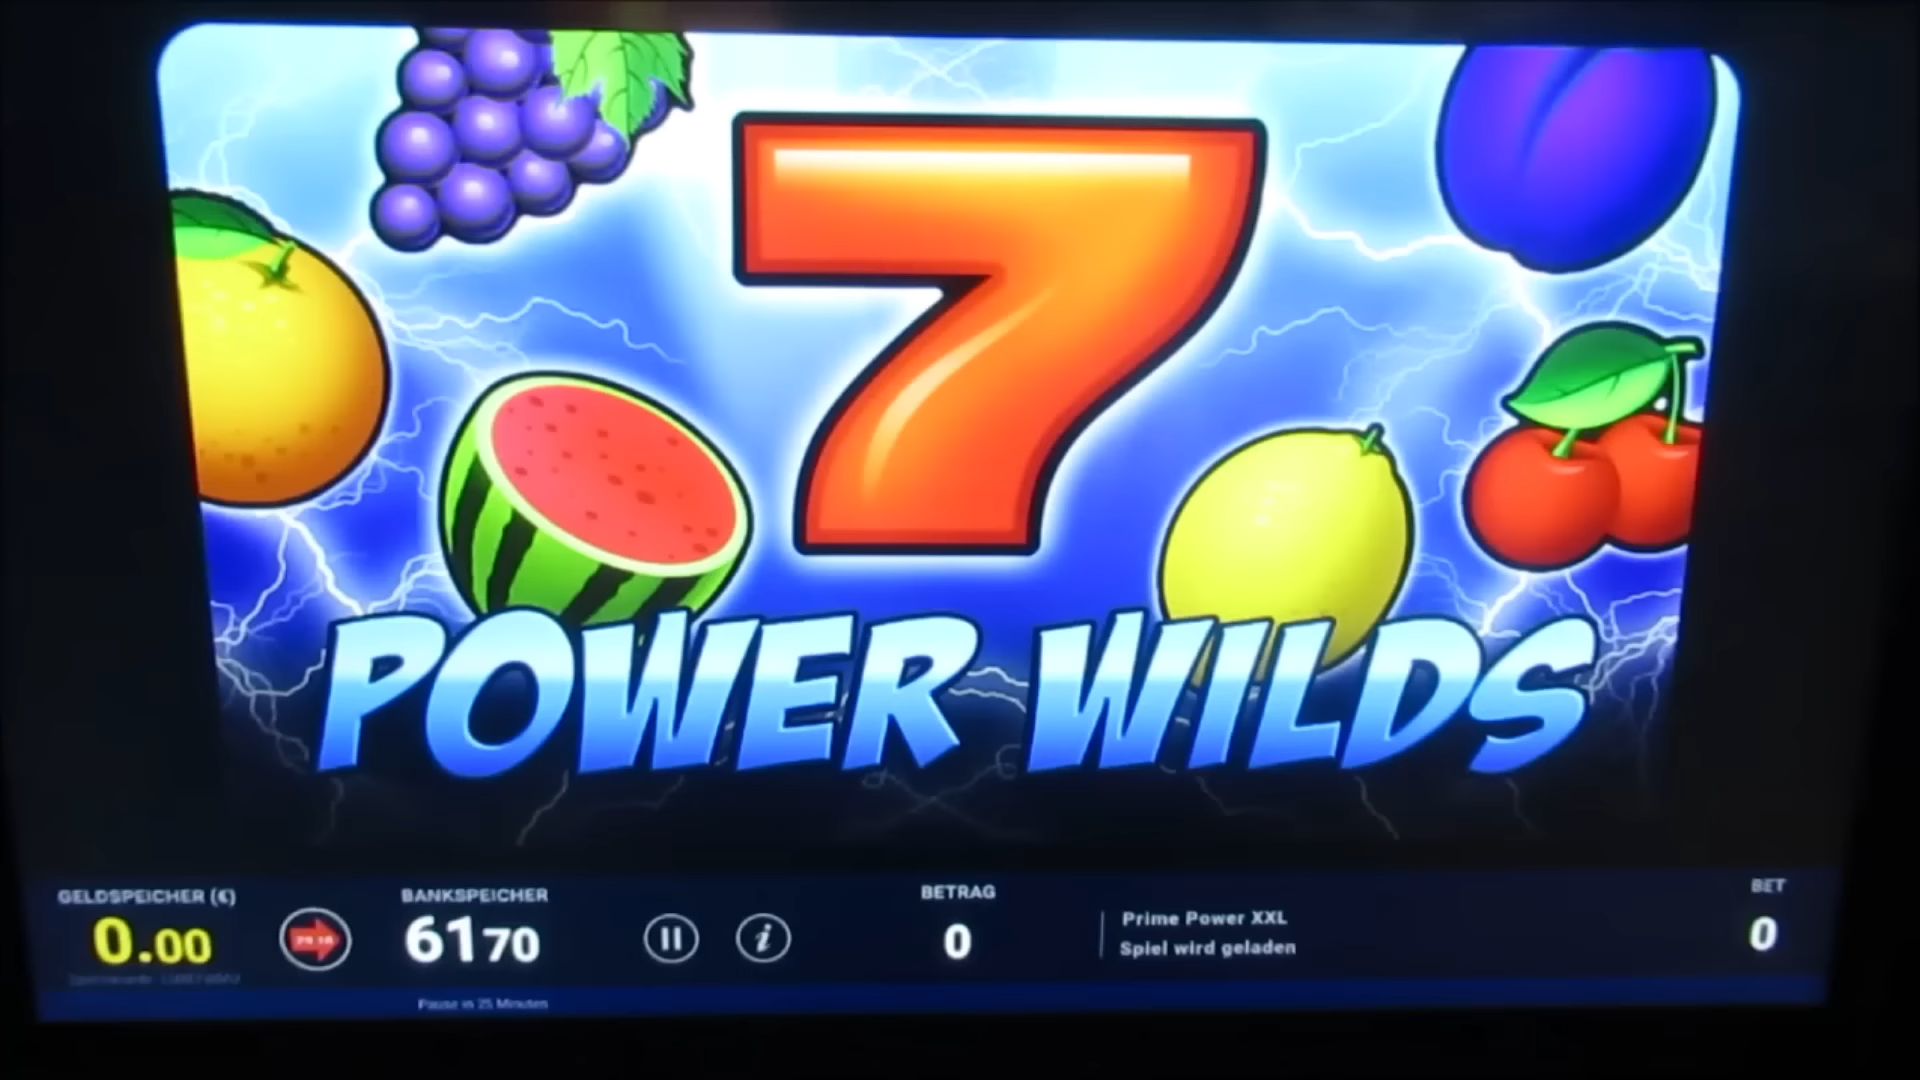 7
POWER WILDS
GELDSPEICHER (€)
0.00
BANKSPEICHER
6170
BETRAG
0
Prime Power XXL
Spiel wird geladen
BET
0
Pause in 25 Minuten